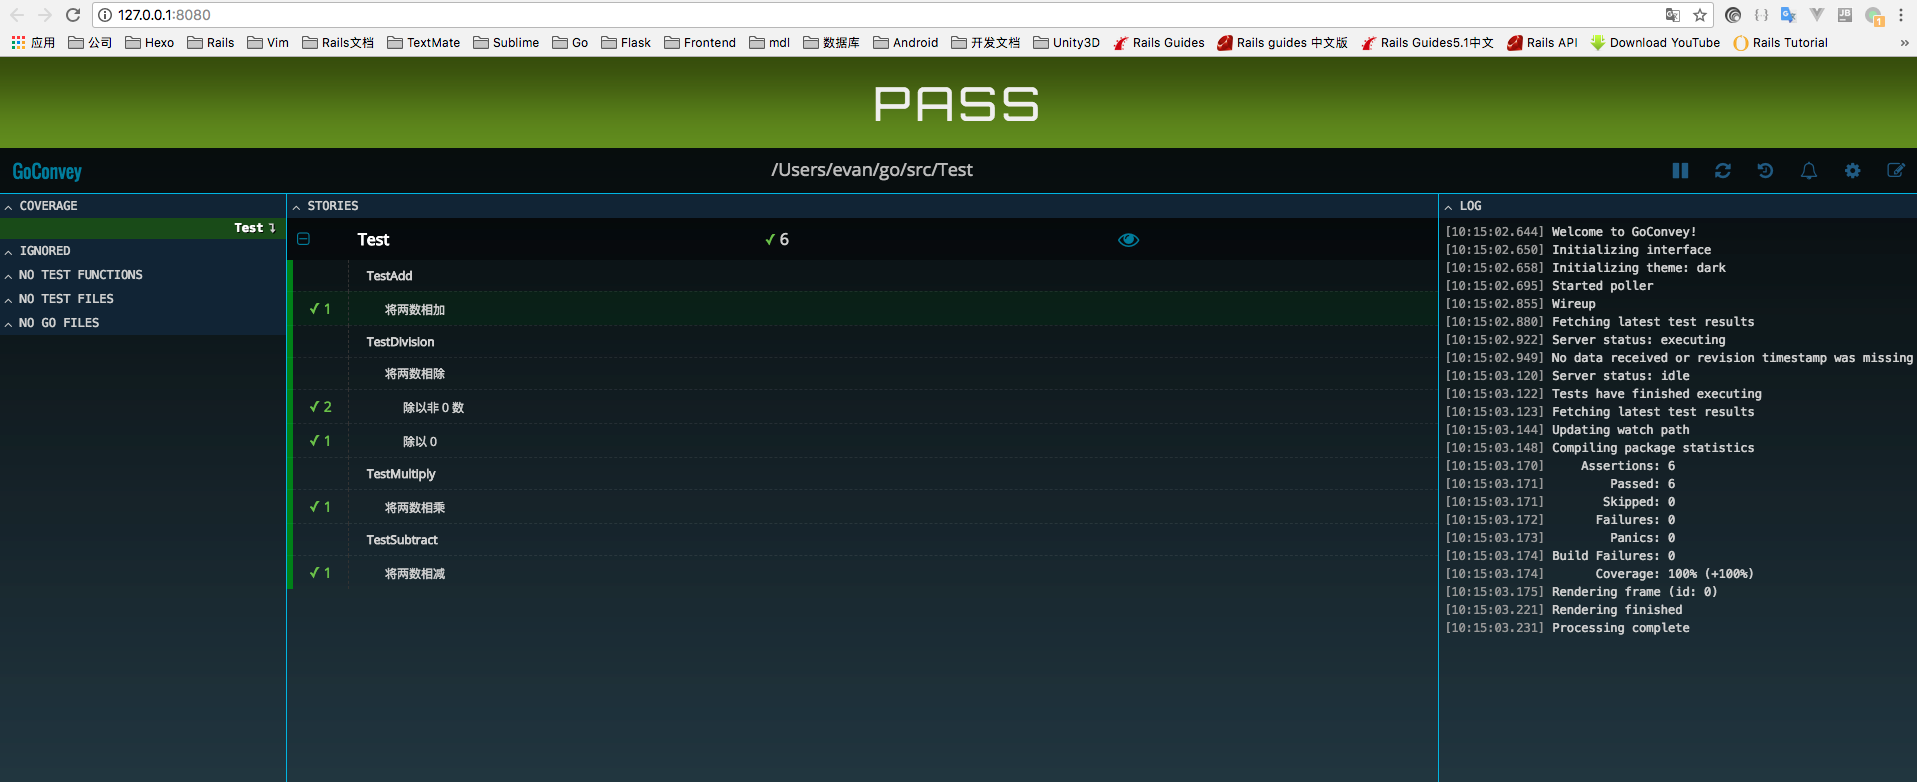 127.0.0.1:8080
应用 公司 Hexo Rails Vim Rails文档 TextMate Sublime Go Flask Frontend mdl 数据库 Android 开发文档 Unity3D Rails Guides Rails guides 中文版 Rails Guides5.1中文 Rails API Download YouTube Rails Tutorial »
PASS
GoConvey /Users/evan/go/src/Test
COVERAGE
Test
IGNORED
NO TEST FUNCTIONS
NO TEST FILES
NO GO FILES
STORIES
Test ✓ 6
TestAdd
✓ 1 将两数相加
TestDivision
将两数相除
✓ 2 除以非 0 数
✓ 1 除以 0
TestMultiply
✓ 1 将两数相乘
TestSubtract
✓ 1 将两数相减
LOG
[10:15:02.644] Welcome to GoConvey!
[10:15:02.650] Initializing interface
[10:15:02.658] Initializing theme: dark
[10:15:02.695] Started poller
[10:15:02.855] Wireup
[10:15:02.880] Fetching latest test results
[10:15:02.922] Server status: executing
[10:15:02.949] No data received or revision timestamp was missing
[10:15:03.120] Server status: idle
[10:15:03.122] Tests have finished executing
[10:15:03.123] Fetching latest test results
[10:15:03.144] Updating watch path
[10:15:03.148] Compiling package statistics
[10:15:03.170] Assertions: 6
[10:15:03.171] Passed: 6
[10:15:03.171] Skipped: 0
[10:15:03.172] Failures: 0
[10:15:03.173] Panics: 0
[10:15:03.174] Build Failures: 0
[10:15:03.174] Coverage: 100% (+100%)
[10:15:03.175] Rendering frame (id: 0)
[10:15:03.221] Rendering finished
[10:15:03.231] Processing complete